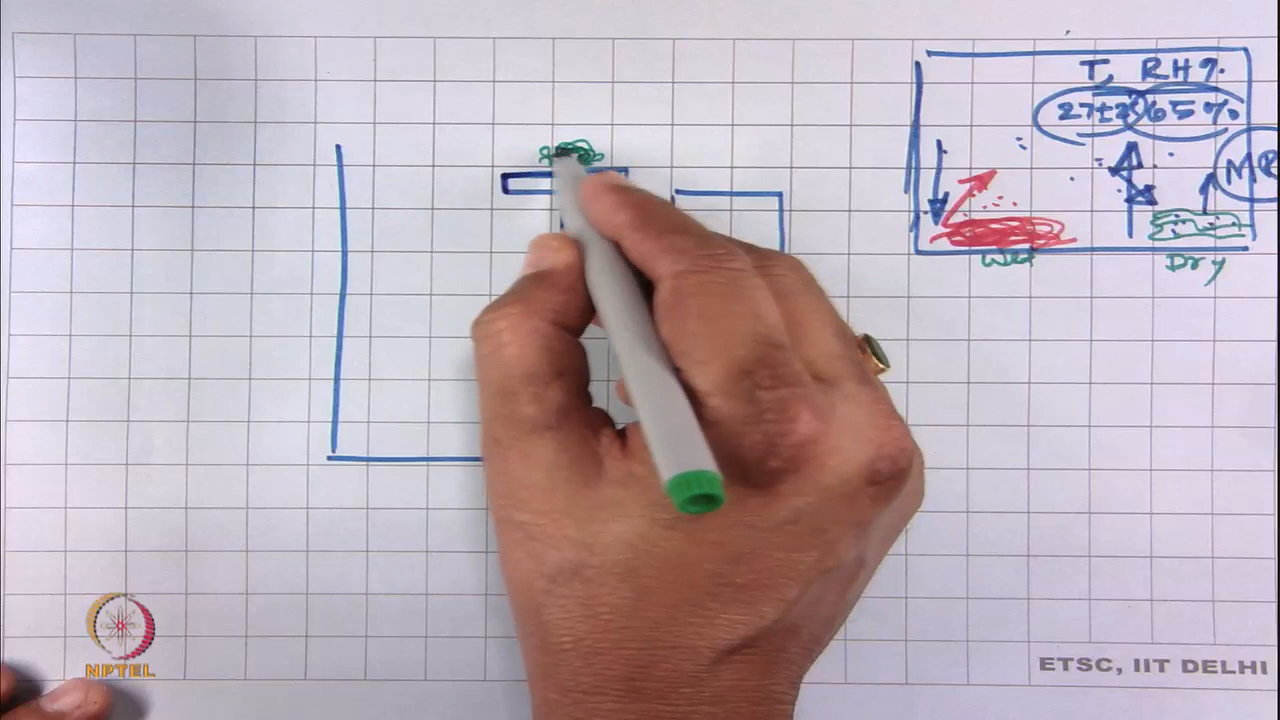 T, RH%
27±2 65%
MR
Wet Dry
NPTEL
ETSC, IIT DELHI